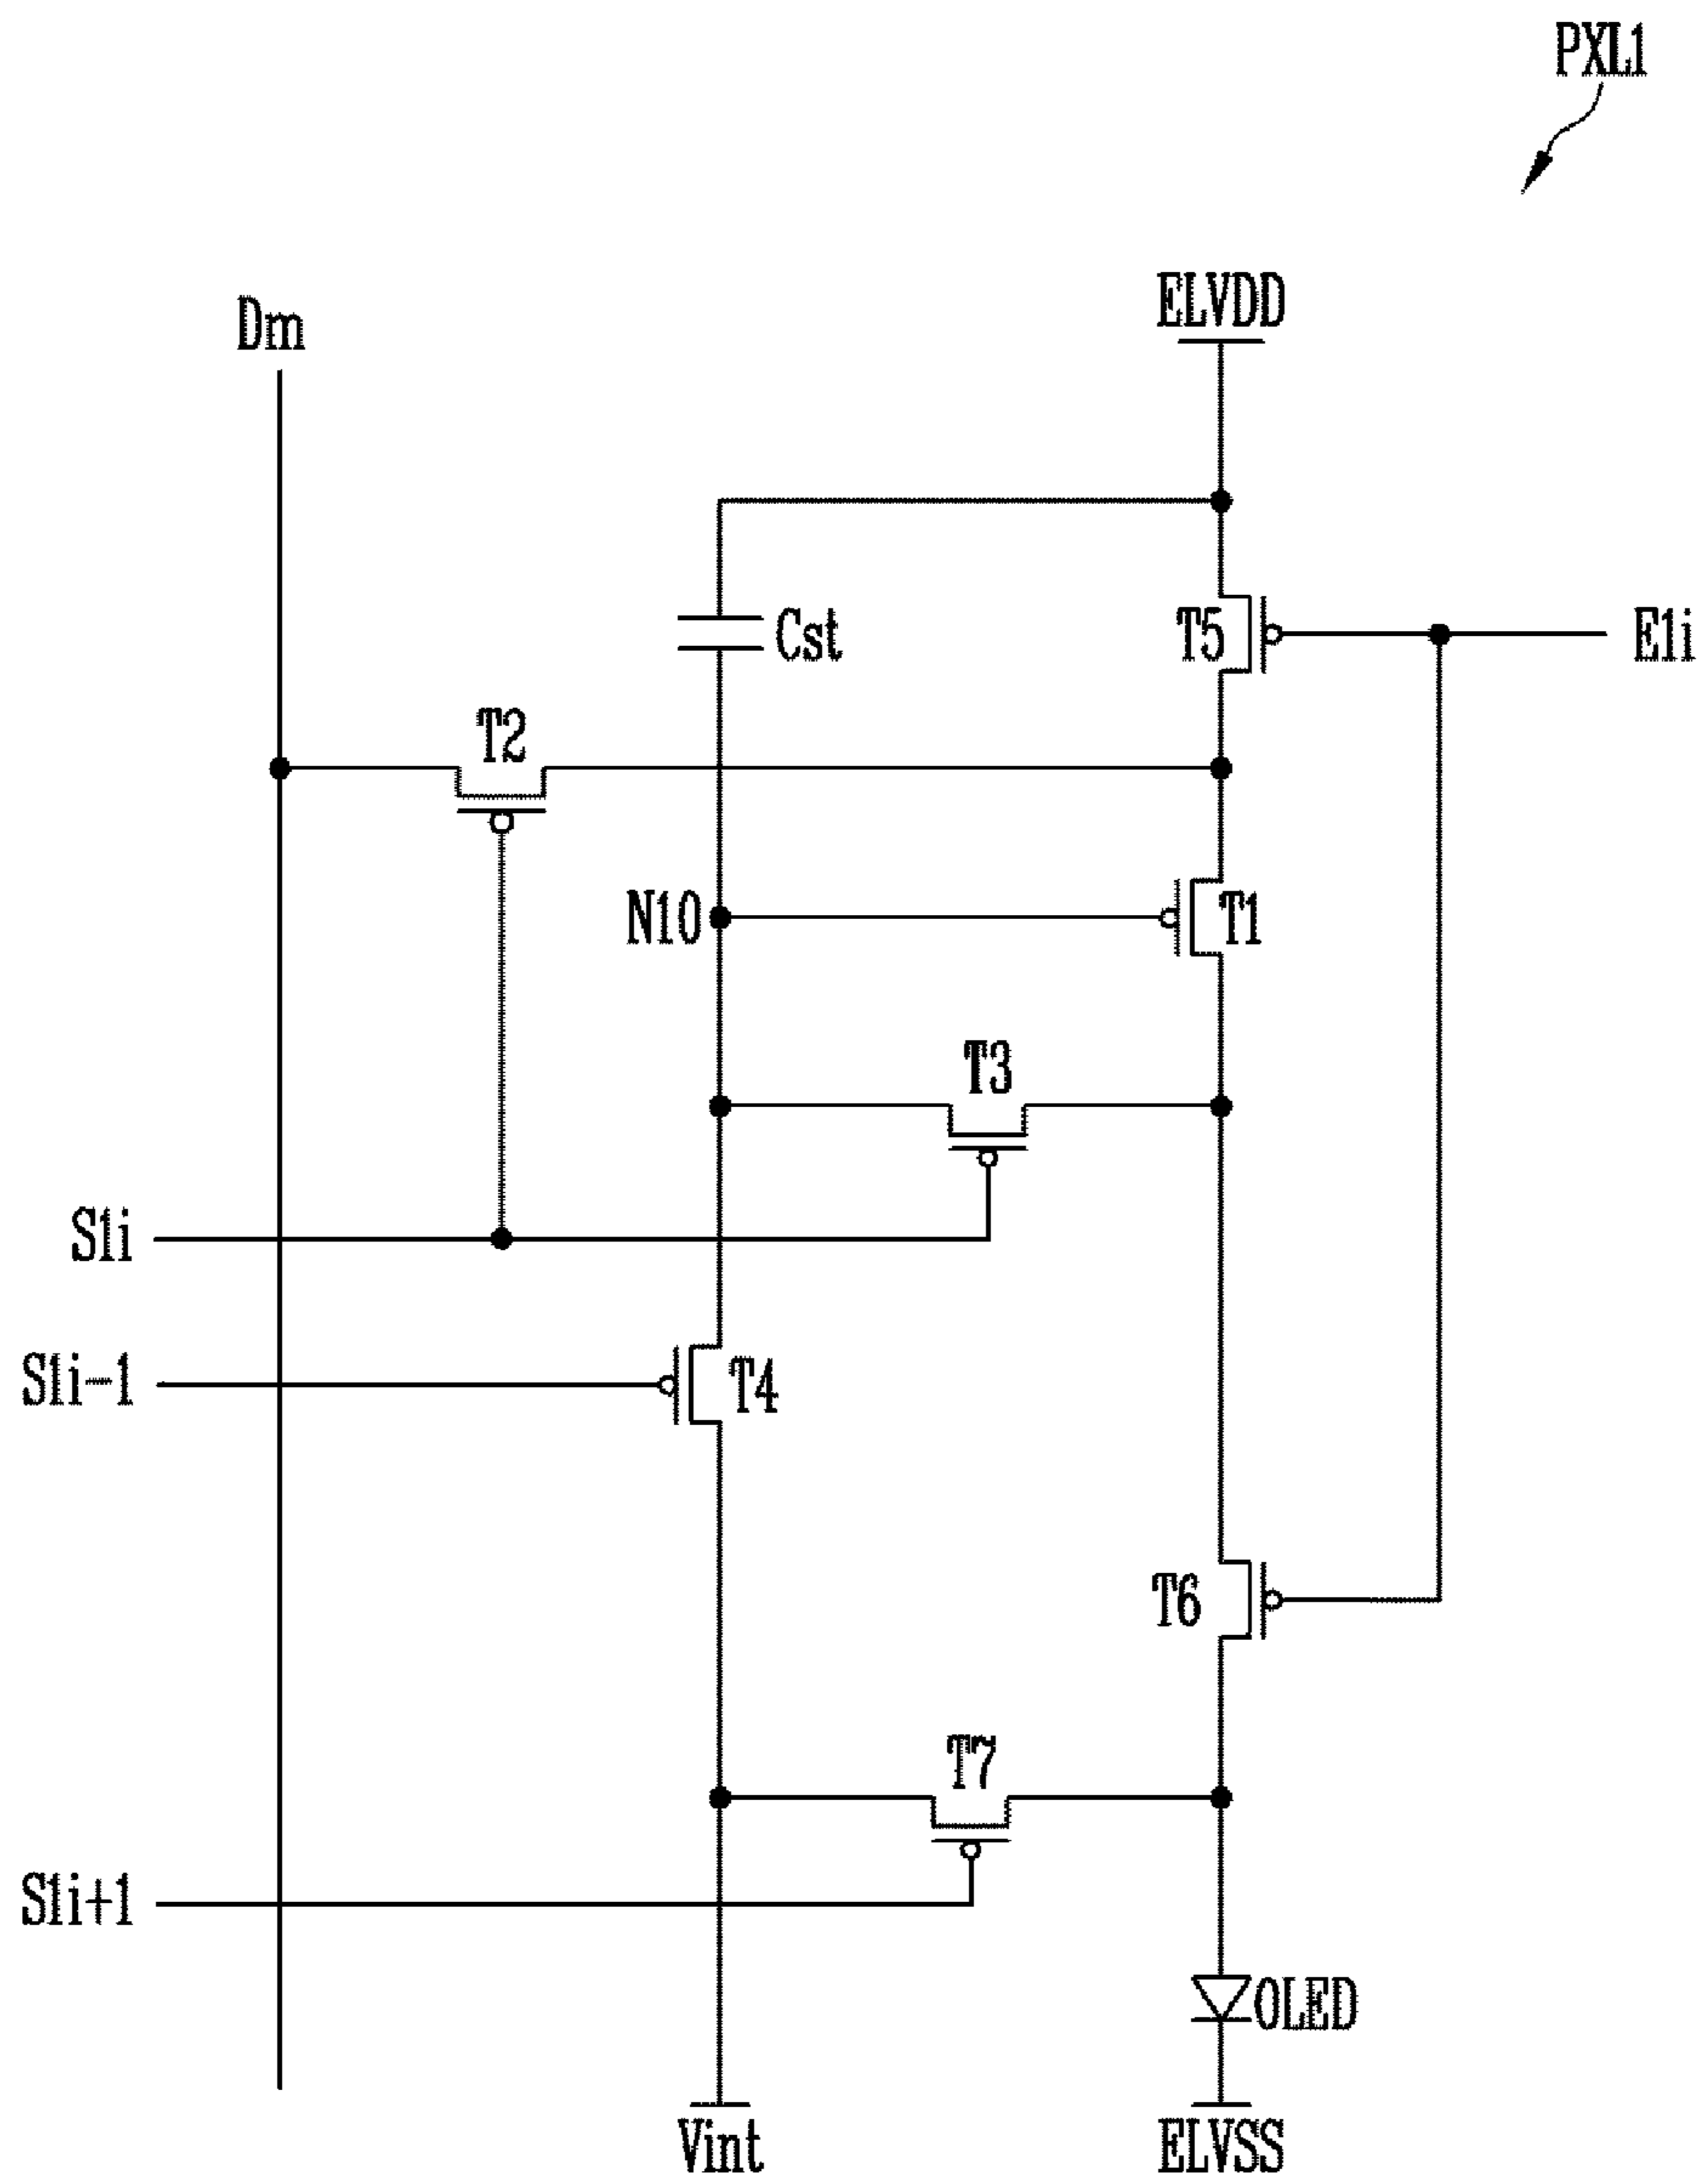 PXL1
ELVDD
Dm
Cst
T5
E1i
T2
N10
T1
T3
S1i
S1i-1
T4
T6
T7
S1i+1
OLED
Vint
ELVSS